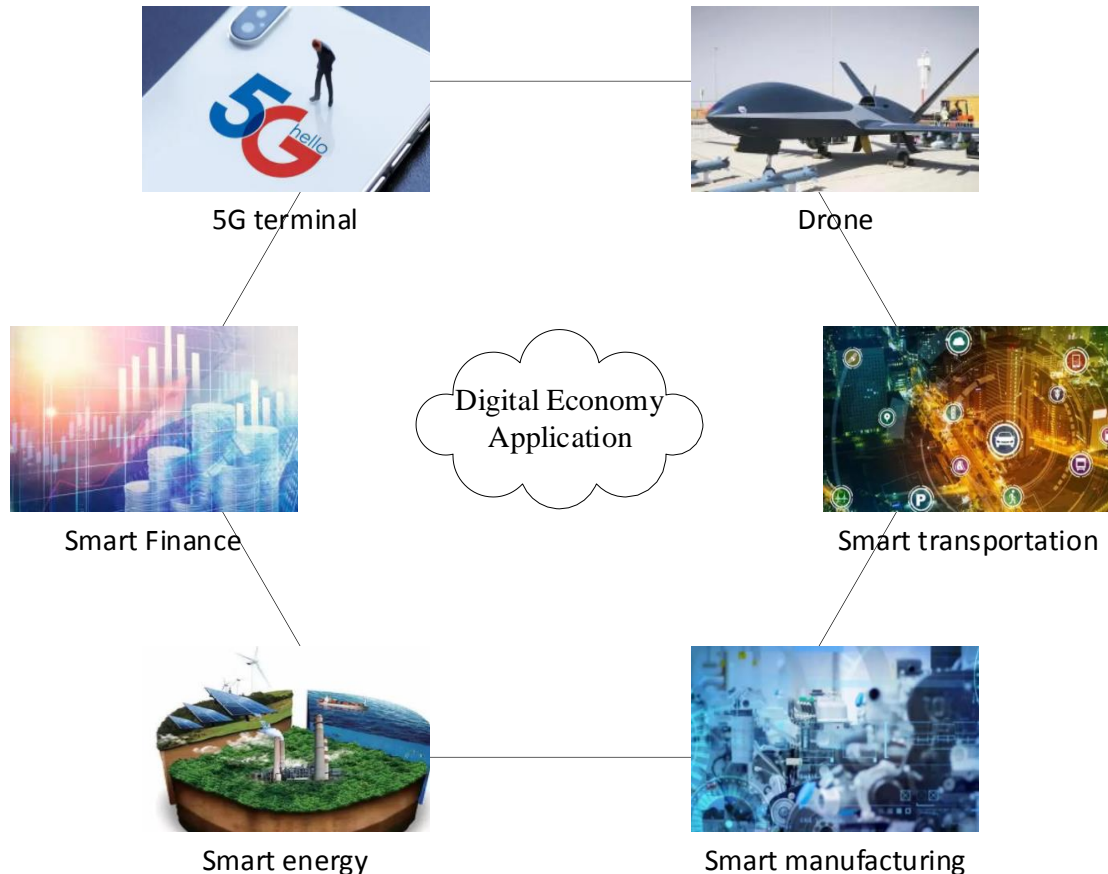 5G
hello
5G terminal
Drone
Digital Economy
Application
Smart Finance
P
Smart transportation
Smart energy
Smart manufacturing